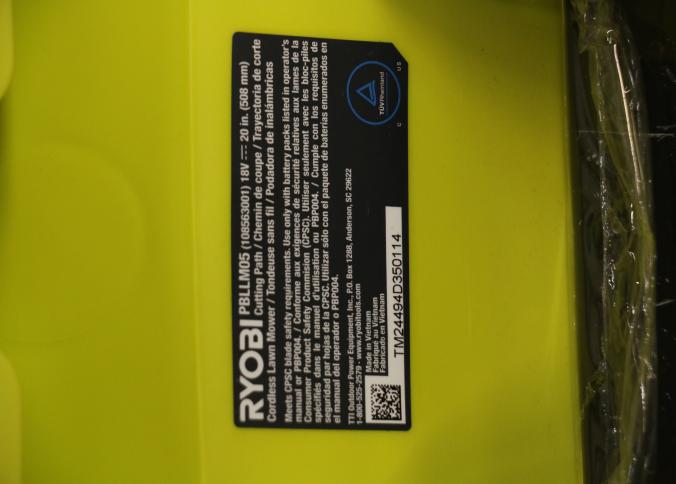 RYOBI PBLLM05 (108563001) 18V ⎓ 20 in. (508 mm)
Cutting Path / Chemin de coupe / Trayectoria de corte
Cordless Lawn Mower / Tondeuse sans fil / Podadora de inalámbricas
Meets CPSC blade safety requirements. Use only with battery packs listed in operator's
manual or PBP004. / Conforme aux exigences de sécurité relatives aux lames de la
Consumer Product Safety Commision (CPSC). Utiliser seulement avec les bloc-piles
spécifiés dans le manuel d'utilisation ou PBP004. / Cumple con los requisitos de
seguridad par hojas de la CPSC. Utilizar sólo con el paquete de baterías enumerados en
el manual del operador o PBP004.
TTI Outdoor Power Equipment, Inc., P.O. Box 1288, Anderson, SC 29622
1-800-525-2579 - www.ryobitools.com
Made in Vietnam
Fabriqué au Vietnam
Fabricado en Vietnam
TM24494D350114
TÜVRheinland
C US